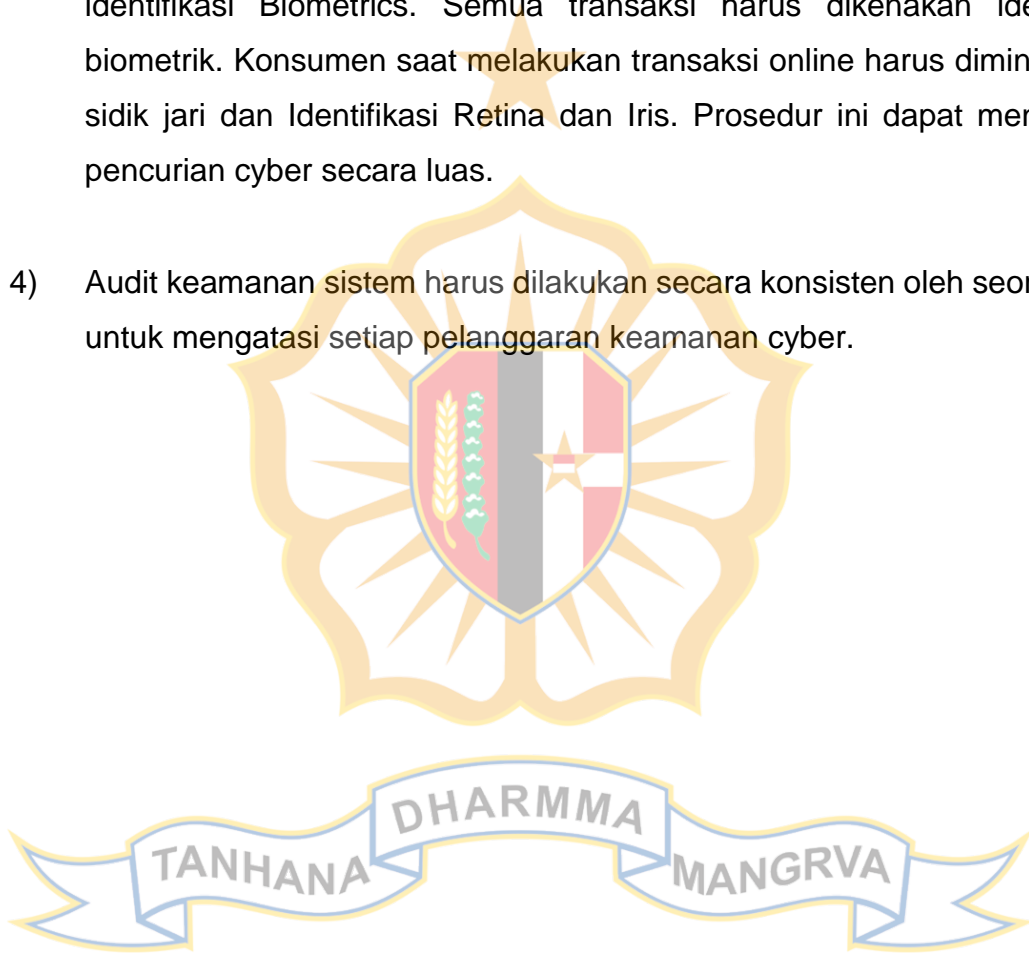 identifikasi Biometrics. Semua transaksi harus dikenakan ide
biometrik. Konsumen saat melakukan transaksi online harus dimin
sidik jari dan Identifikasi Retina dan Iris. Prosedur ini dapat mer
pencurian cyber secara luas.
4) Audit keamanan sistem harus dilakukan secara konsisten oleh seor
untuk mengatasi setiap pelanggaran keamanan cyber.
DHARMMA
TANHANA MANGRVA